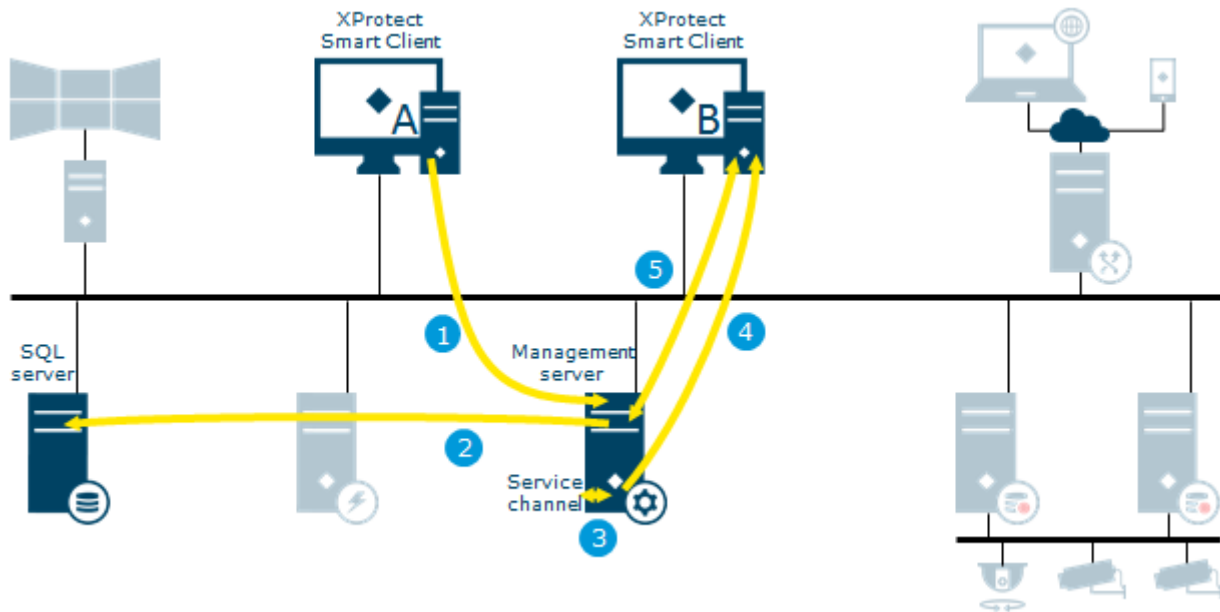 XProtect
Smart Client
XProtect
Smart Client
A
B
5
1
4
SQL
server
Management
server
2
Service
channel
3